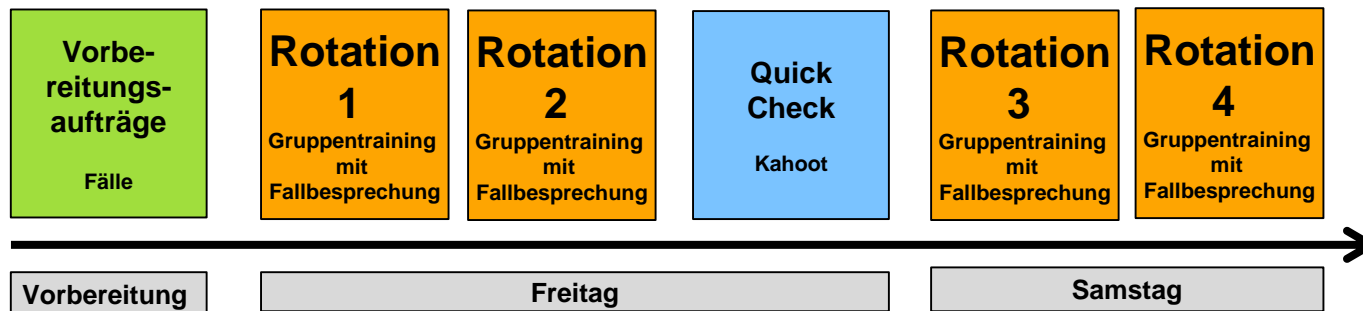 Vorbe-
reitungs-
aufträge
Fälle
Rotation
1
Gruppentraining
mit
Fallbesprechung
Rotation
2
Gruppentraining
mit
Fallbesprechung
Quick
Check
Kahoot
Rotation
3
Gruppentraining
mit
Fallbesprechung
Rotation
4
Gruppentraining
mit
Fallbesprechung
Vorbereitung
Freitag
Samstag